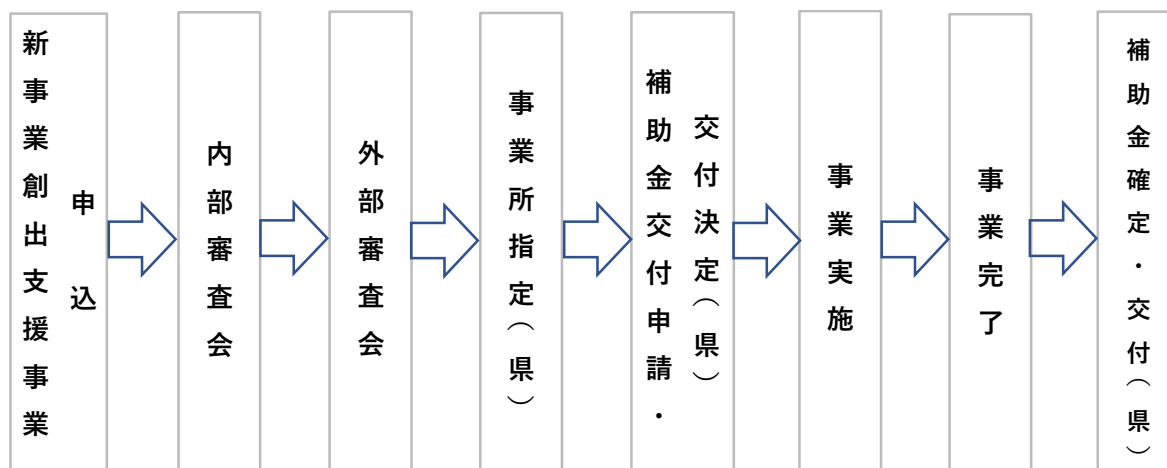 新事業創出支援事業
申込
内部審査会
外部審査会
事業所指定（県）
補助金交付申請・
交付決定（県）
事業実施
事業完了
補助金確定・交付（県）